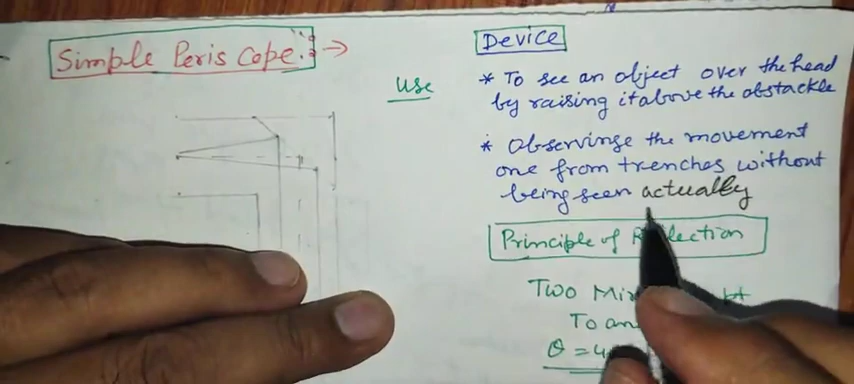 Simple Peris Cope. →
Device
Use
* To see an object over the head
by raising it above the obstackle
* Observinge the movement
one from trenches without
being seen actually
Principle of Reflection
Two
To
θ =